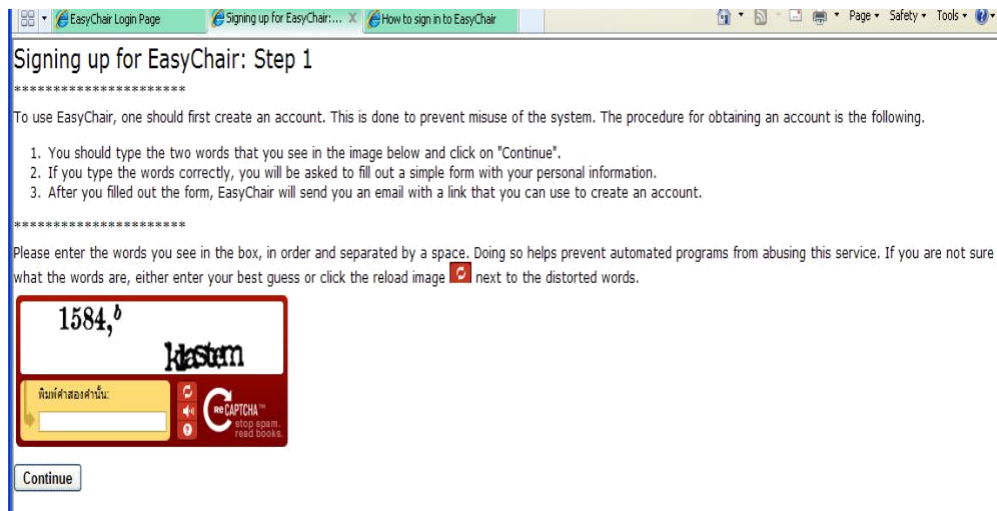 EasyChair Login Page
Signing up for EasyChair:... X
How to sign in to EasyChair
Page
Safety
Tools
Signing up for EasyChair: Step 1
**********************
To use EasyChair, one should first create an account. This is done to prevent misuse of the system. The procedure for obtaining an account is the following.
1. You should type the two words that you see in the image below and click on "Continue".
2. If you type the words correctly, you will be asked to fill out a simple form with your personal information.
3. After you filled out the form, EasyChair will send you an email with a link that you can use to create an account.
**********************
Please enter the words you see in the box, in order and separated by a space. Doing so helps prevent automated programs from abusing this service. If you are not sure
what the words are, either enter your best guess or click the reload image next to the distorted words.
1584,b
klastem
พิมพ์คำสองคำนั้น:
reCAPTCHA™
stop spam.
read books.
Continue